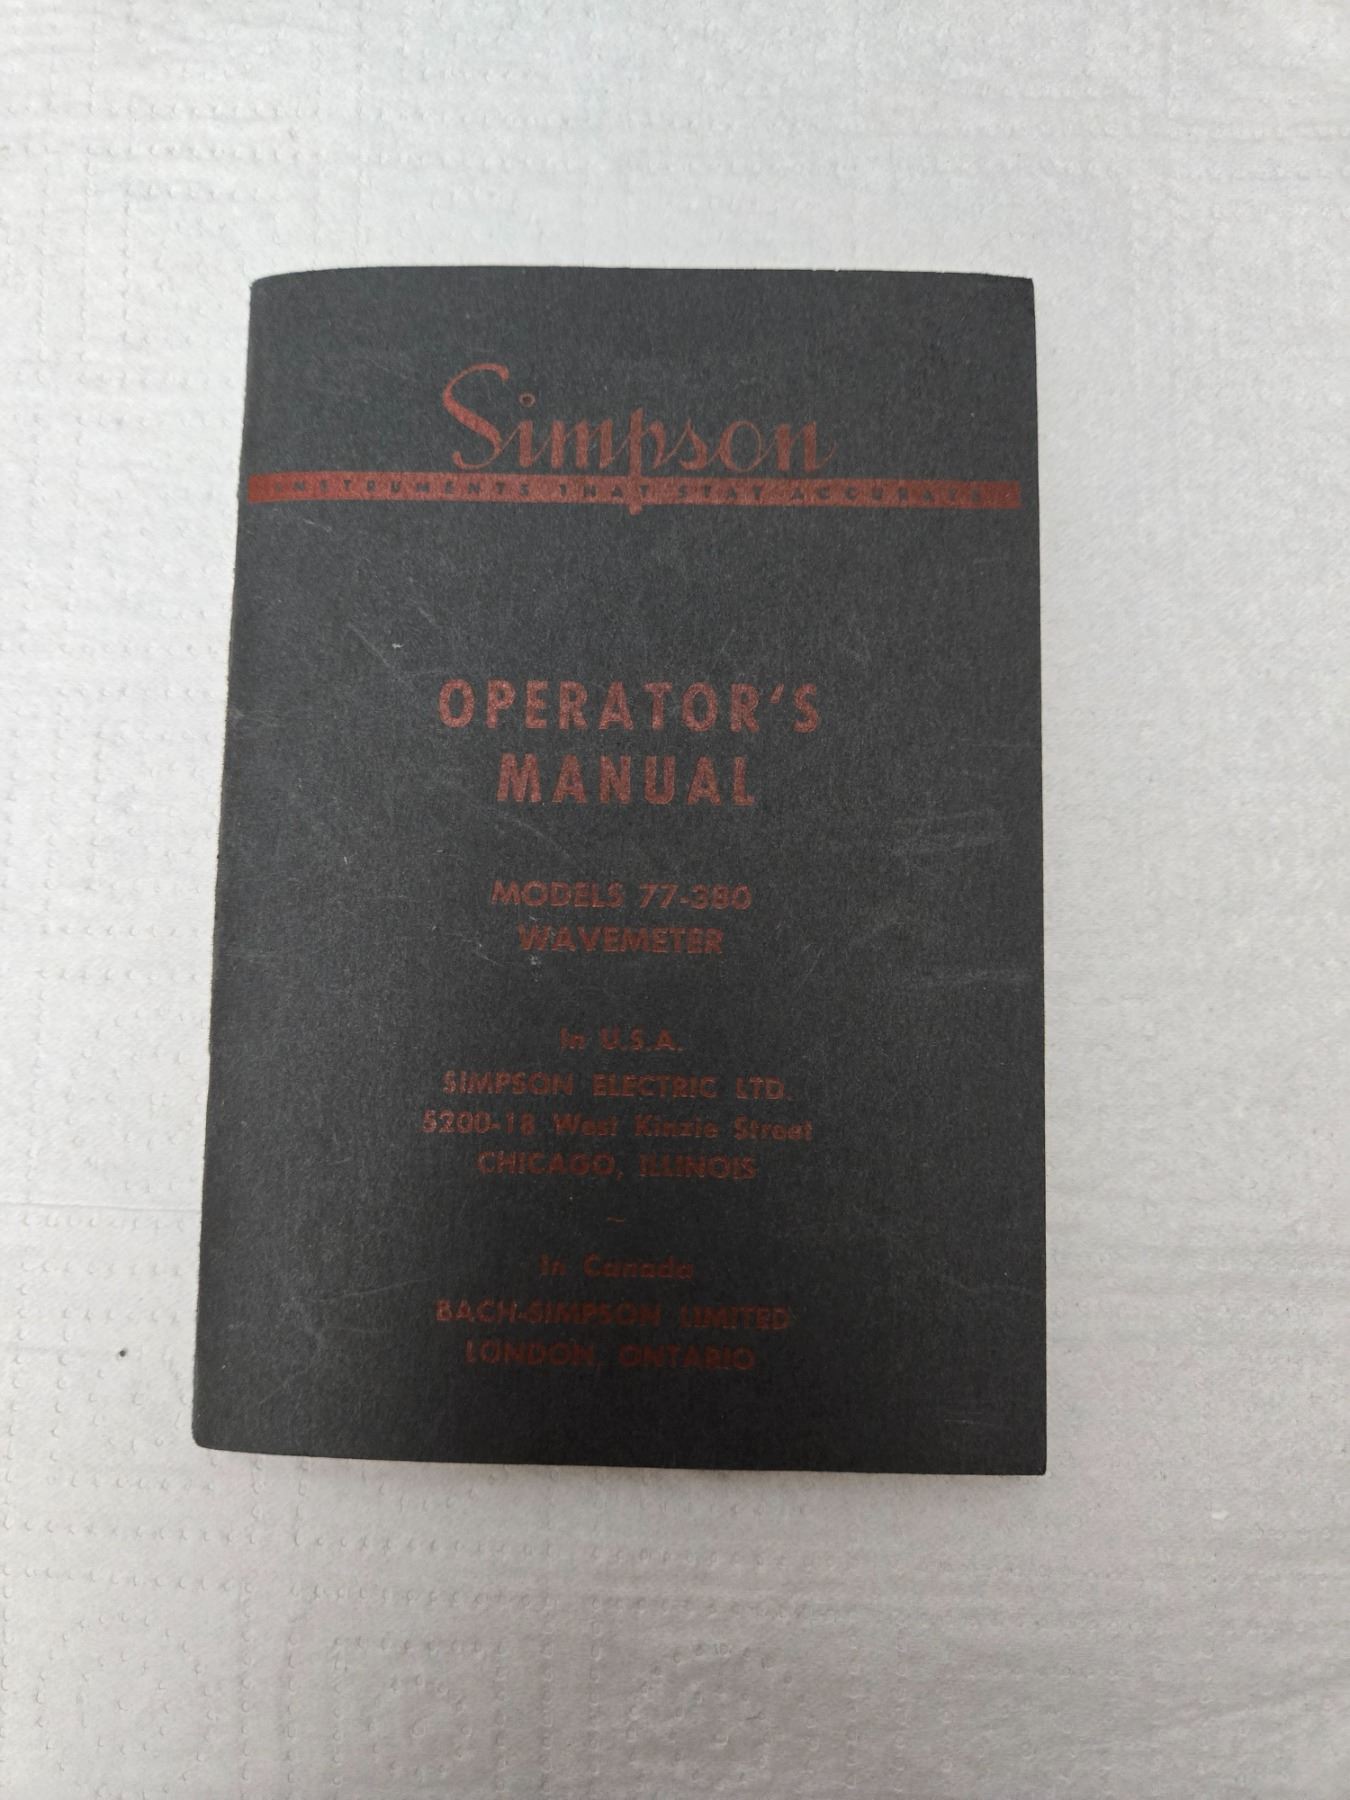 Simpson
INSTRUMENTS THAT STAY ACCURATE
OPERATOR'S
MANUAL
MODELS 77-380
WAVEMETER
In U.S.A.
SIMPSON ELECTRIC LTD.
5200-18 West Kinzie Street
CHICAGO, ILLINOIS
~
In Canada
BACH-SIMPSON LIMITED
LONDON, ONTARIO